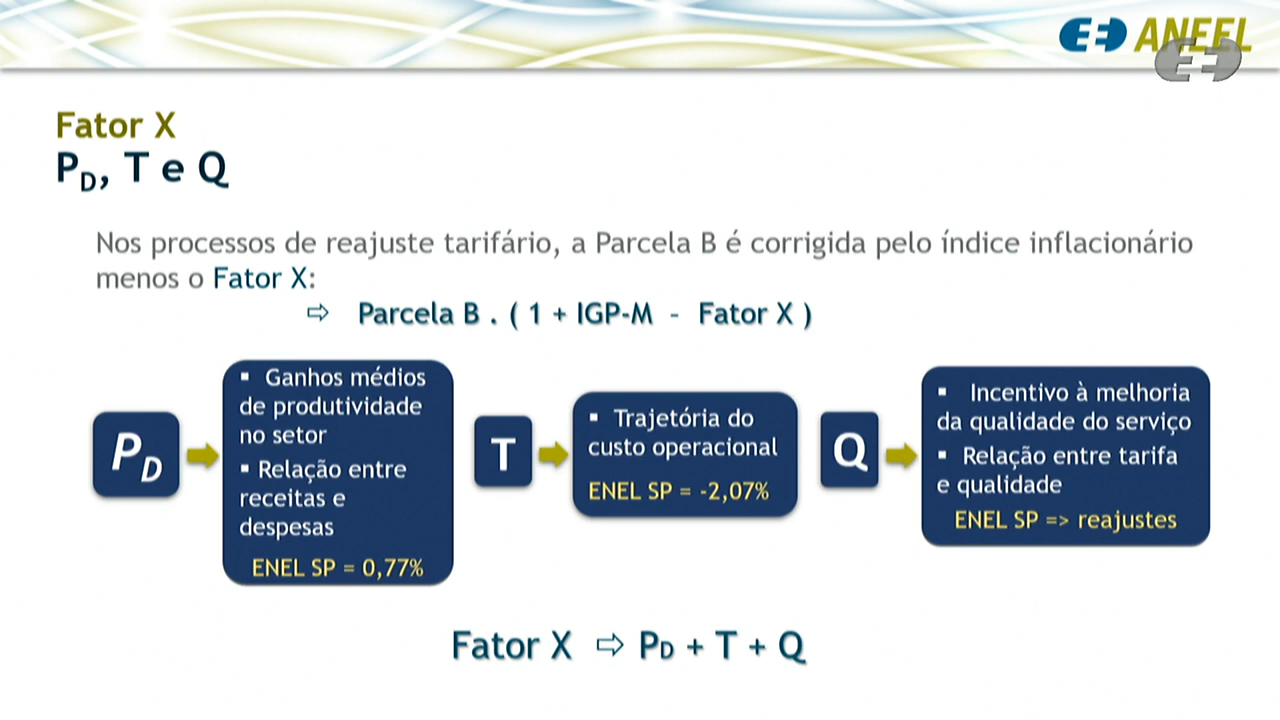 ANEEL
Fator X
PD, T e Q
Nos processos de reajuste tarifário, a Parcela B é corrigida pelo índice inflacionário
menos o Fator X:
⇨ Parcela B . ( 1 + IGP-M - Fator X )
PD
▪ Ganhos médios
de produtividade
no setor
▪ Relação entre
receitas e
despesas
ENEL SP = 0,77%
T
▪ Trajetória do
custo operacional
ENEL SP = -2,07%
Q
▪ Incentivo à melhoria
da qualidade do serviço
▪ Relação entre tarifa
e qualidade
ENEL SP => reajustes
Fator X ⇨ PD + T + Q